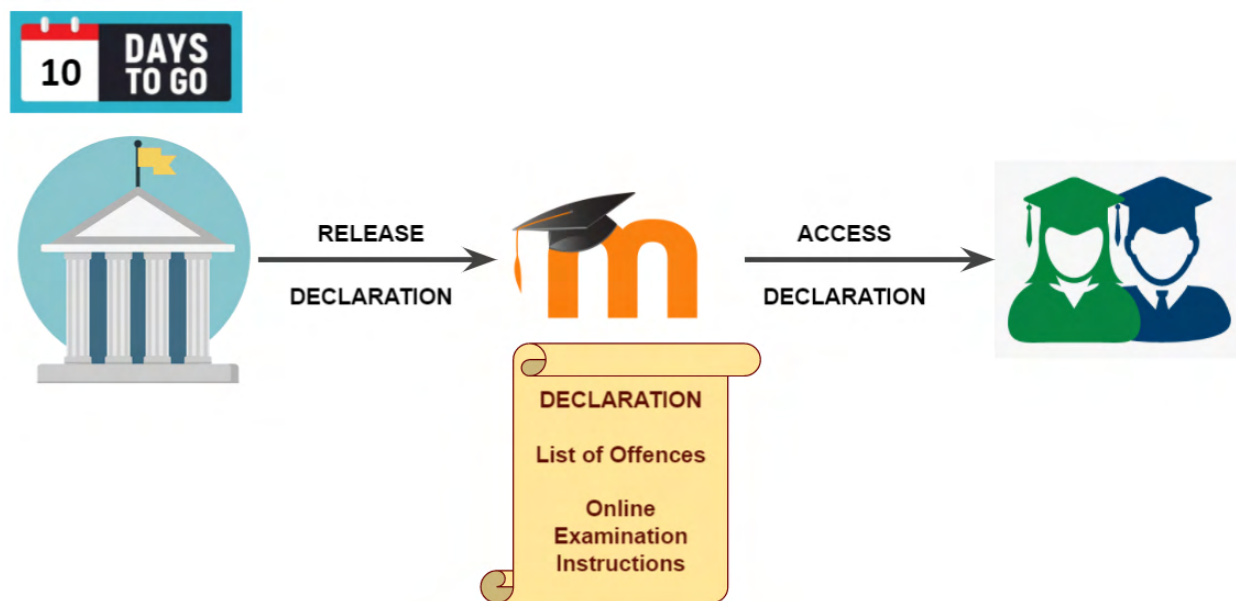 10
DAYS
TO GO
RELEASE
DECLARATION
m
ACCESS
DECLARATION
DECLARATION
List of Offences
Online
Examination
Instructions